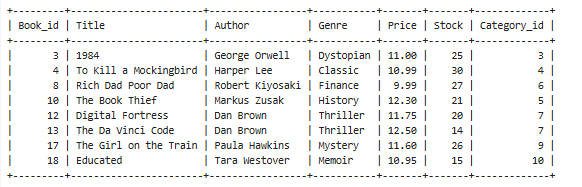 +---------+-----------------------+-----------------+-----------+-------+-------+-------------+
| Book_id | Title                 | Author          | Genre     | Price | Stock | Category_id |
+---------+-----------------------+-----------------+-----------+-------+-------+-------------+
|       3 | 1984                  | George Orwell   | Dystopian | 11.00 |    25 |           3 |
|       4 | To Kill a Mockingbird | Harper Lee      | Classic   | 10.99 |    30 |           4 |
|       8 | Rich Dad Poor Dad     | Robert Kiyosaki | Finance   |  9.99 |    27 |           6 |
|      10 | The Book Thief        | Markus Zusak    | History   | 12.30 |    21 |           5 |
|      12 | Digital Fortress      | Dan Brown       | Thriller  | 11.75 |    20 |           7 |
|      13 | The Da Vinci Code     | Dan Brown       | Thriller  | 12.50 |    14 |           7 |
|      17 | The Girl on the Train | Paula Hawkins   | Mystery   | 11.60 |    26 |           9 |
|      18 | Educated              | Tara Westover   | Memoir    | 10.95 |    15 |          10 |
+---------+-----------------------+-----------------+-----------+-------+-------+-------------+